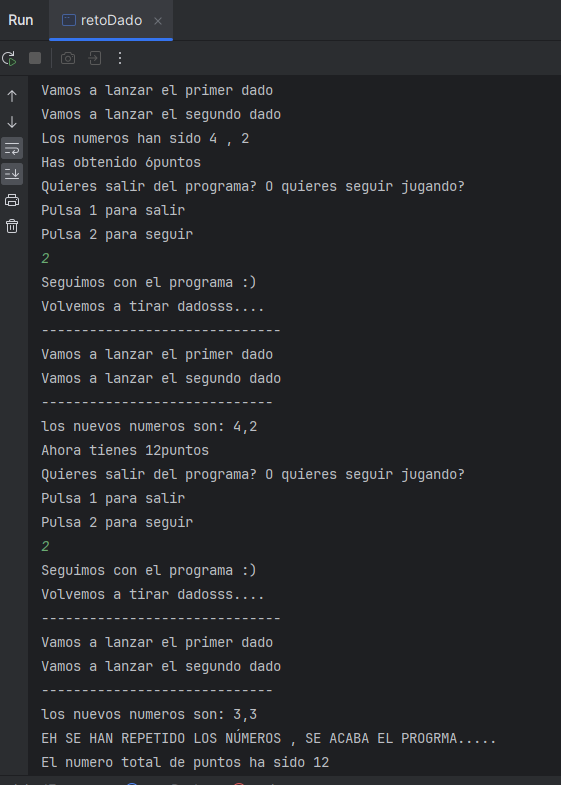 Run retoDado
Vamos a lanzar el primer dado
Vamos a lanzar el segundo dado
Los numeros han sido 4 , 2
Has obtenido 6puntos
Quieres salir del programa? O quieres seguir jugando?
Pulsa 1 para salir
Pulsa 2 para seguir
2
Seguimos con el programa :)
Volvemos a tirar dadosss....
------------------------------
Vamos a lanzar el primer dado
Vamos a lanzar el segundo dado
-----------------------------
los nuevos numeros son: 4,2
Ahora tienes 12puntos
Quieres salir del programa? O quieres seguir jugando?
Pulsa 1 para salir
Pulsa 2 para seguir
2
Seguimos con el programa :)
Volvemos a tirar dadosss....
------------------------------
Vamos a lanzar el primer dado
Vamos a lanzar el segundo dado
-----------------------------
los nuevos numeros son: 3,3
EH SE HAN REPETIDO LOS NÚMEROS , SE ACABA EL PROGRMA.....
El numero total de puntos ha sido 12